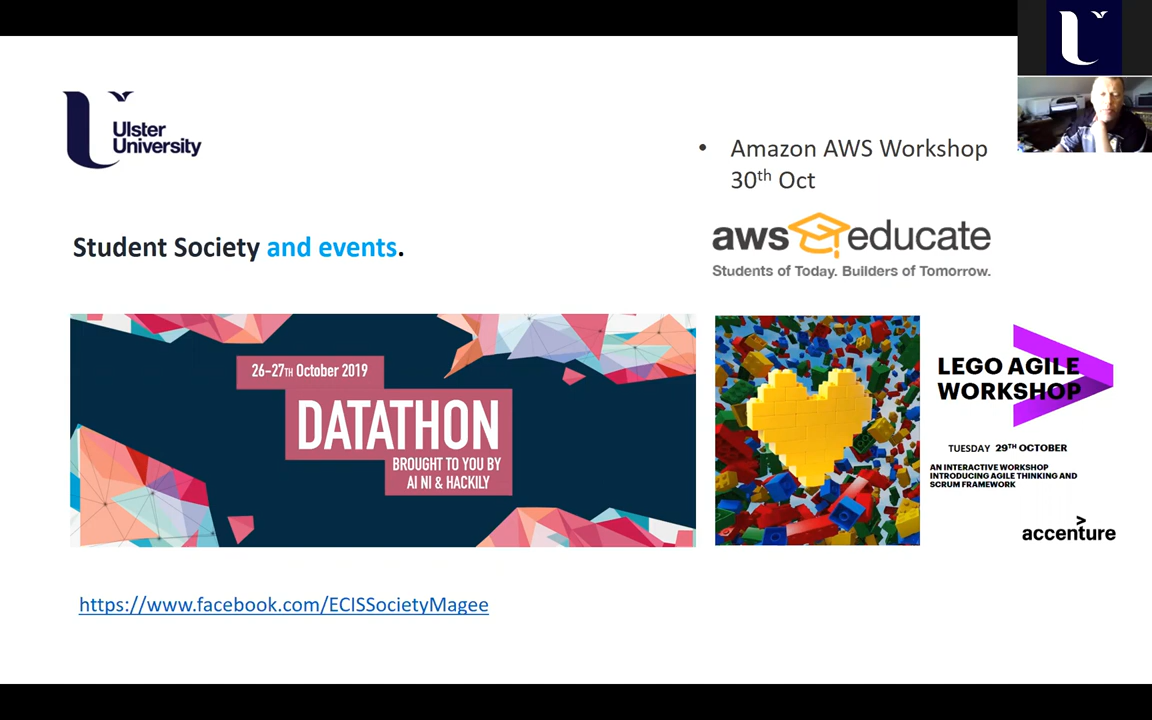 Ulster
University
Student Society and events.
• Amazon AWS Workshop
30th Oct
aws educate
Students of Today. Builders of Tomorrow.
26-27TH October 2019
DATATHON
BROUGHT TO YOU BY
AI NI & HACKILY
LEGO AGILE
WORKSHOP
TUESDAY 29TH OCTOBER
AN INTERACTIVE WORKSHOP
INTRODUCING AGILE THINKING AND
SCRUM FRAMEWORK
accenture
https://www.facebook.com/ECISSocietyMagee